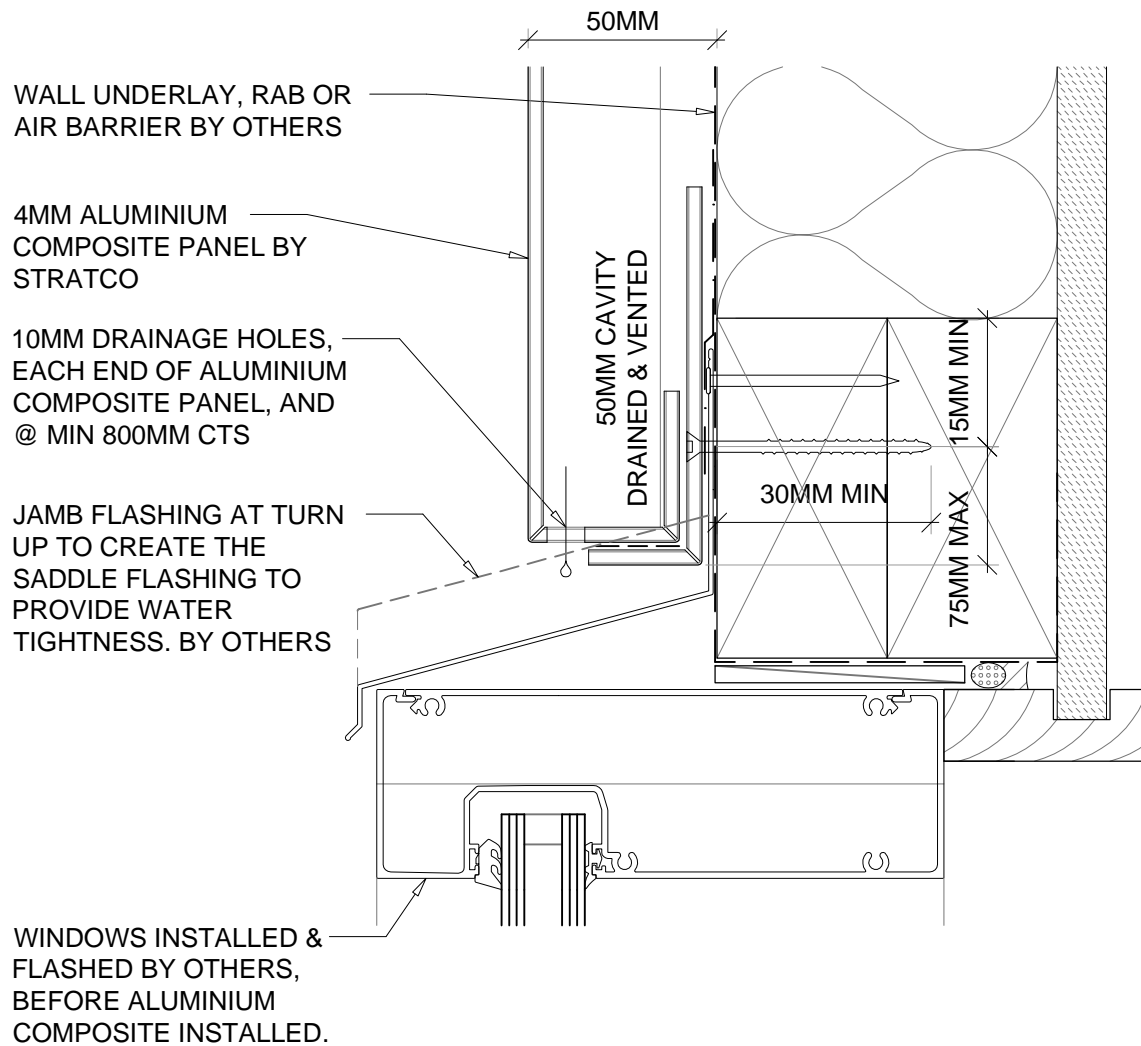 50MM
WALL UNDERLAY, RAB OR
AIR BARRIER BY OTHERS
4MM ALUMINIUM
COMPOSITE PANEL BY
STRATCO
10MM DRAINAGE HOLES,
EACH END OF ALUMINIUM
COMPOSITE PANEL, AND
@ MIN 800MM CTS
JAMB FLASHING AT TURN
UP TO CREATE THE
SADDLE FLASHING TO
PROVIDE WATER
TIGHTNESS. BY OTHERS
WINDOWS INSTALLED &
FLASHED BY OTHERS,
BEFORE ALUMINIUM
COMPOSITE INSTALLED.
50MM CAVITY
DRAINED & VENTED
30MM MIN
15MM MIN
75MM MAX